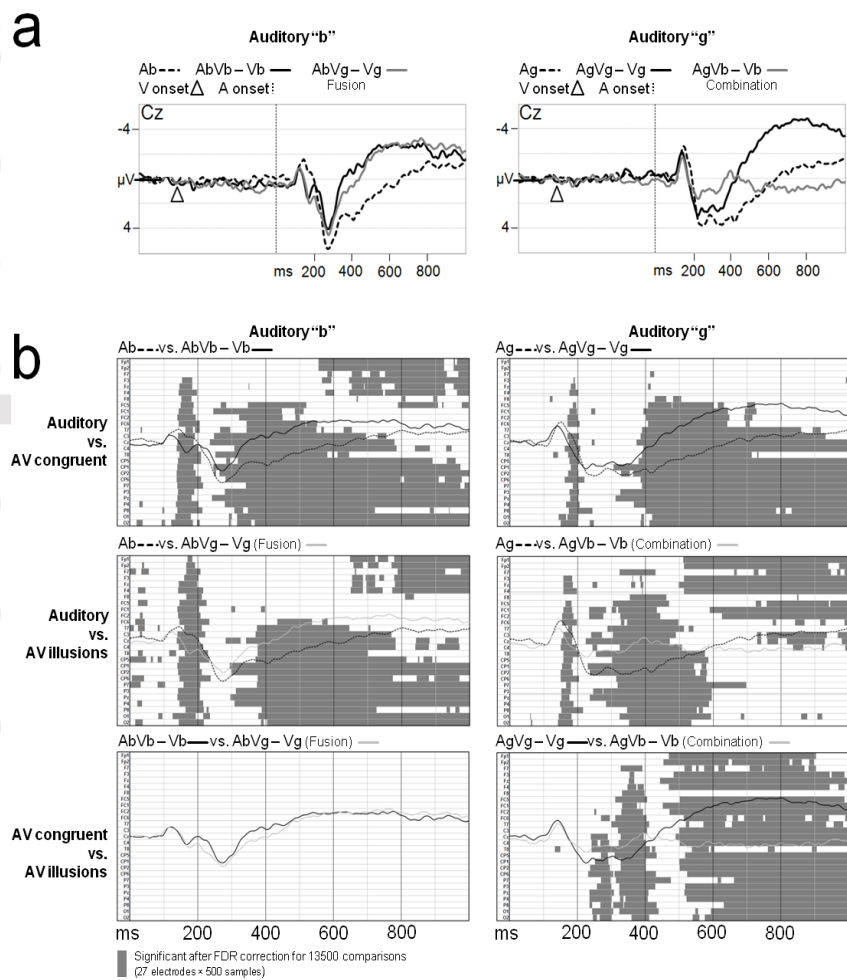 a
Auditory “b”
Ab AbVb – Vb AbVg – Vg
V onset A onset Fusion
Cz
-4
µV
4
ms 200 400 600 800
Auditory “g”
Ag AgVg – Vg AgVb – Vb
V onset A onset Combination
Cz
-4
µV
4
ms 200 400 600 800
b
Auditory “b”
Auditory “g”
Ab vs. AbVb – Vb
Ag vs. AgVg – Vg
Auditory
vs.
AV congruent
Ab vs. AbVg – Vg (Fusion)
Ag vs. AgVb – Vb (Combination)
Auditory
vs.
AV illusions
AbVb – Vb vs. AbVg – Vg (Fusion)
AgVg – Vg vs. AgVb – Vb (Combination)
AV congruent
vs.
AV illusions
ms 200 400 600 800
ms 200 400 600 800
Significant after FDR correction for 13500 comparisons
(27 electrodes × 500 samples)